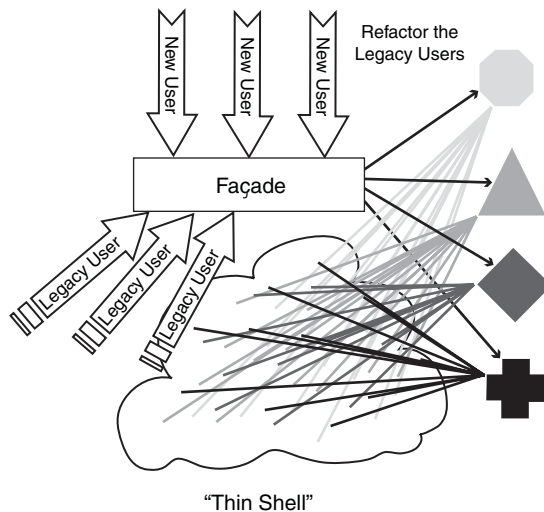 New User
New User
New User
Refactor the
Legacy Users
Façade
Legacy User
Legacy User
Legacy User
“Thin Shell”